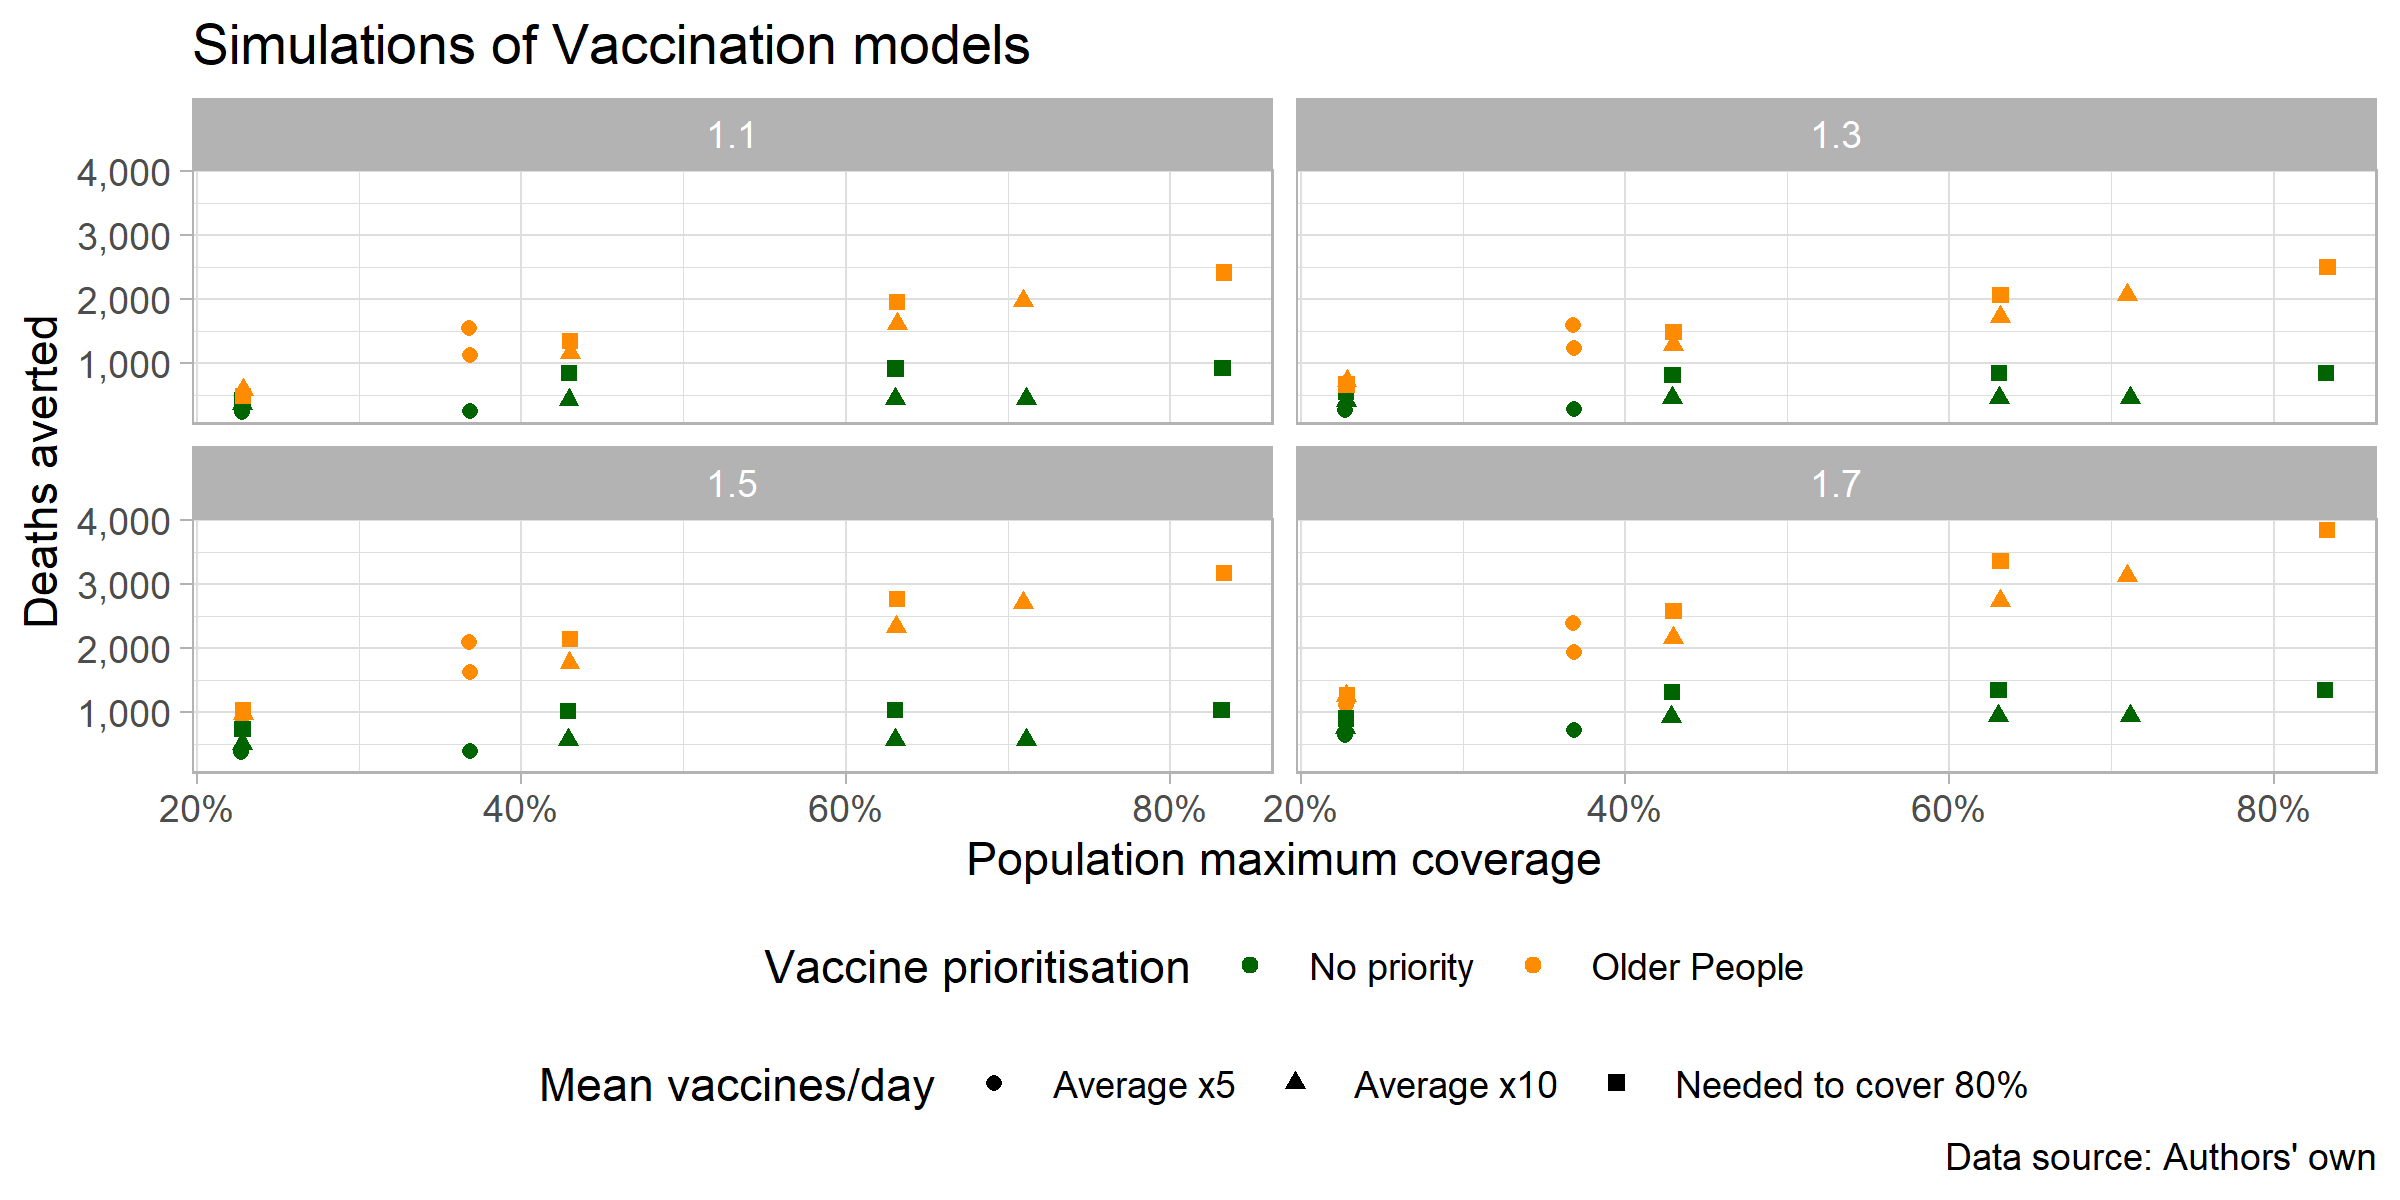 Simulations of Vaccination models
1.1
1.3
4,000
3,000
2,000
1,000
1.5
1.7
4,000
3,000
2,000
1,000
Deaths averted
20% 40% 60% 80% 20% 40% 60% 80%
Population maximum coverage
Vaccine prioritisation No priority Older People
Mean vaccines/day Average x5 Average x10 Needed to cover 80%
Data source: Authors' own